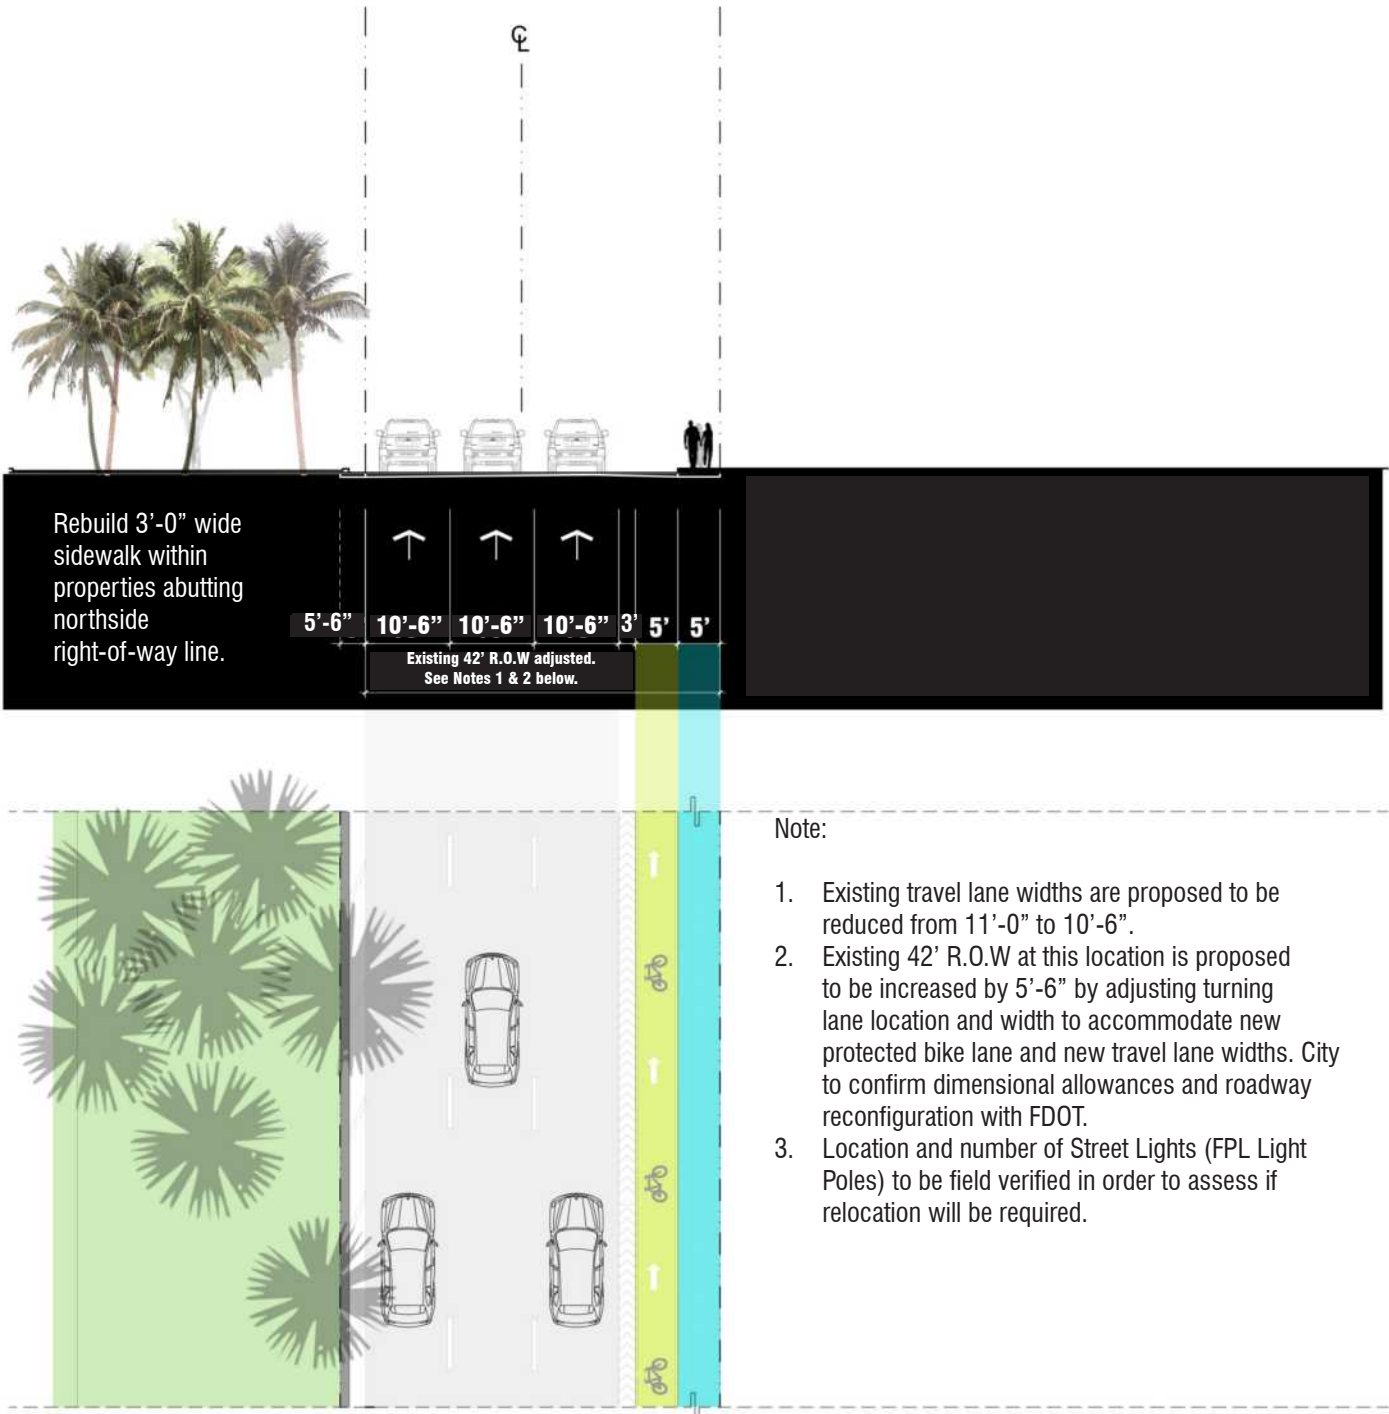 ℄
Rebuild 3’-0” wide
sidewalk within
properties abutting
northside
right-of-way line.
5’-6” 10’-6” 10’-6” 10’-6” 3’ 5’ 5’
Existing 42’ R.O.W adjusted.
See Notes 1 & 2 below.
Note:
1. Existing travel lane widths are proposed to be
reduced from 11’-0” to 10’-6”.
2. Existing 42’ R.O.W at this location is proposed
to be increased by 5’-6” by adjusting turning
lane location and width to accommodate new
protected bike lane and new travel lane widths. City
to confirm dimensional allowances and roadway
reconfiguration with FDOT.
3. Location and number of Street Lights (FPL Light
Poles) to be field verified in order to assess if
relocation will be required.